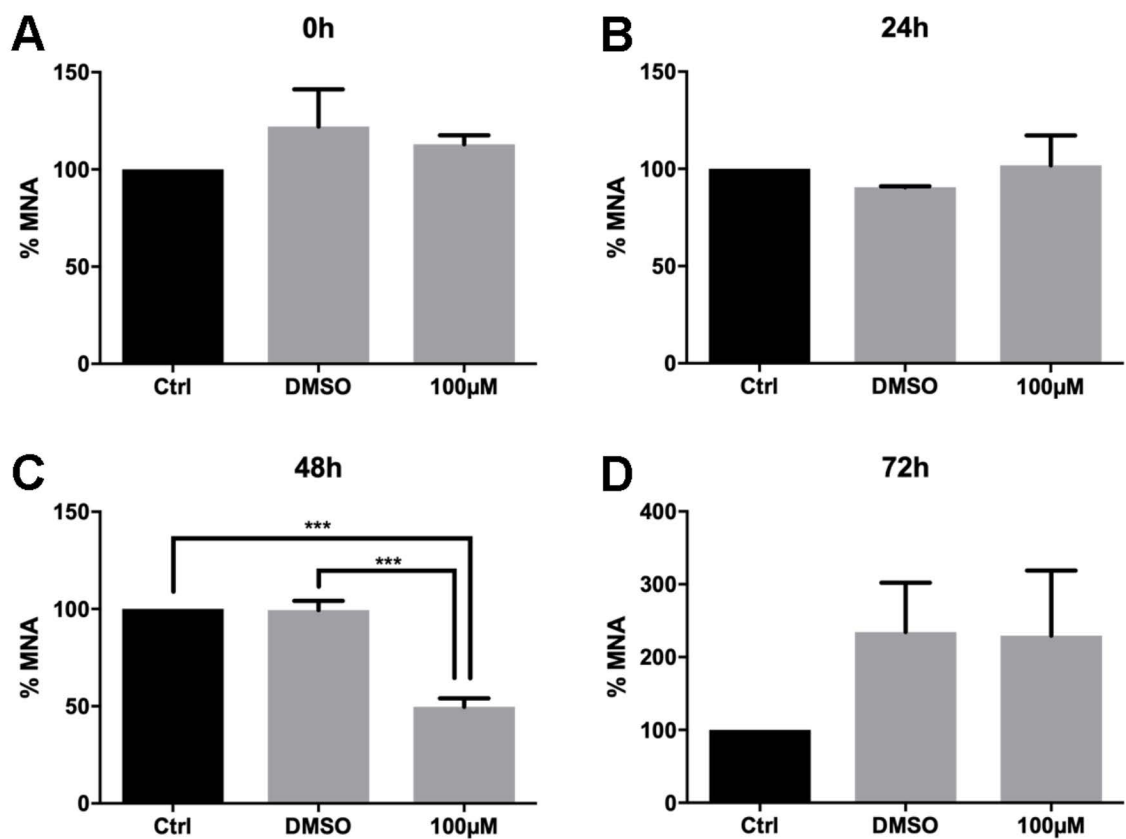 A
0h
% MNA
150
100
50
0
Ctrl
DMSO
100µM
B
24h
% MNA
150
100
50
0
Ctrl
DMSO
100µM
C
48h
% MNA
150
100
50
0
***
***
Ctrl
DMSO
100µM
D
72h
% MNA
400
300
200
100
0
Ctrl
DMSO
100µM